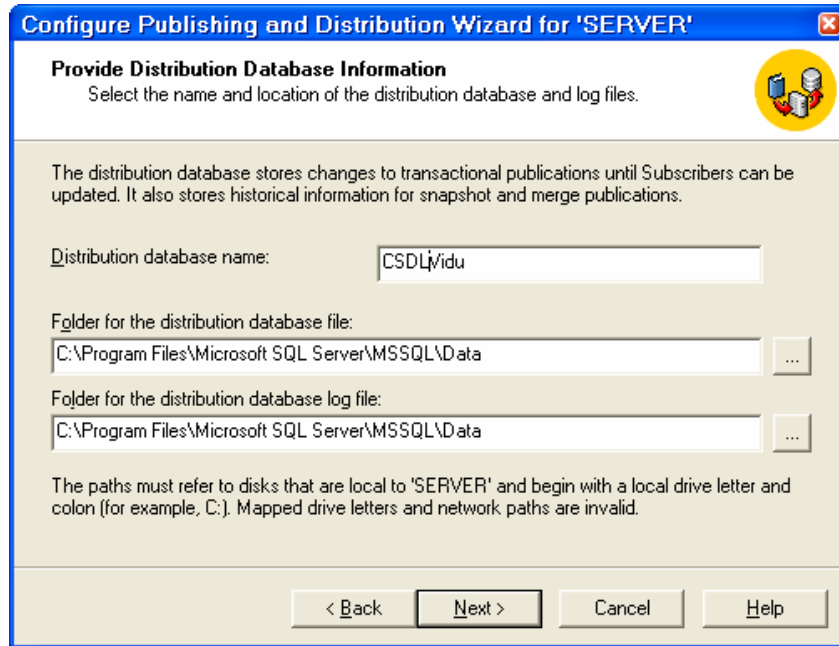 Configure Publishing and Distribution Wizard for 'SERVER'
Provide Distribution Database Information
Select the name and location of the distribution database and log files.
The distribution database stores changes to transactional publications until Subscribers can be
updated. It also stores historical information for snapshot and merge publications.
Distribution database name:
CSDLVidu
Folder for the distribution database file:
C:\Program Files\Microsoft SQL Server\MSSQL\Data
...
Folder for the distribution database log file:
C:\Program Files\Microsoft SQL Server\MSSQL\Data
...
The paths must refer to disks that are local to 'SERVER' and begin with a local drive letter and
colon (for example, C:). Mapped drive letters and network paths are invalid.
< Back
Next >
Cancel
Help